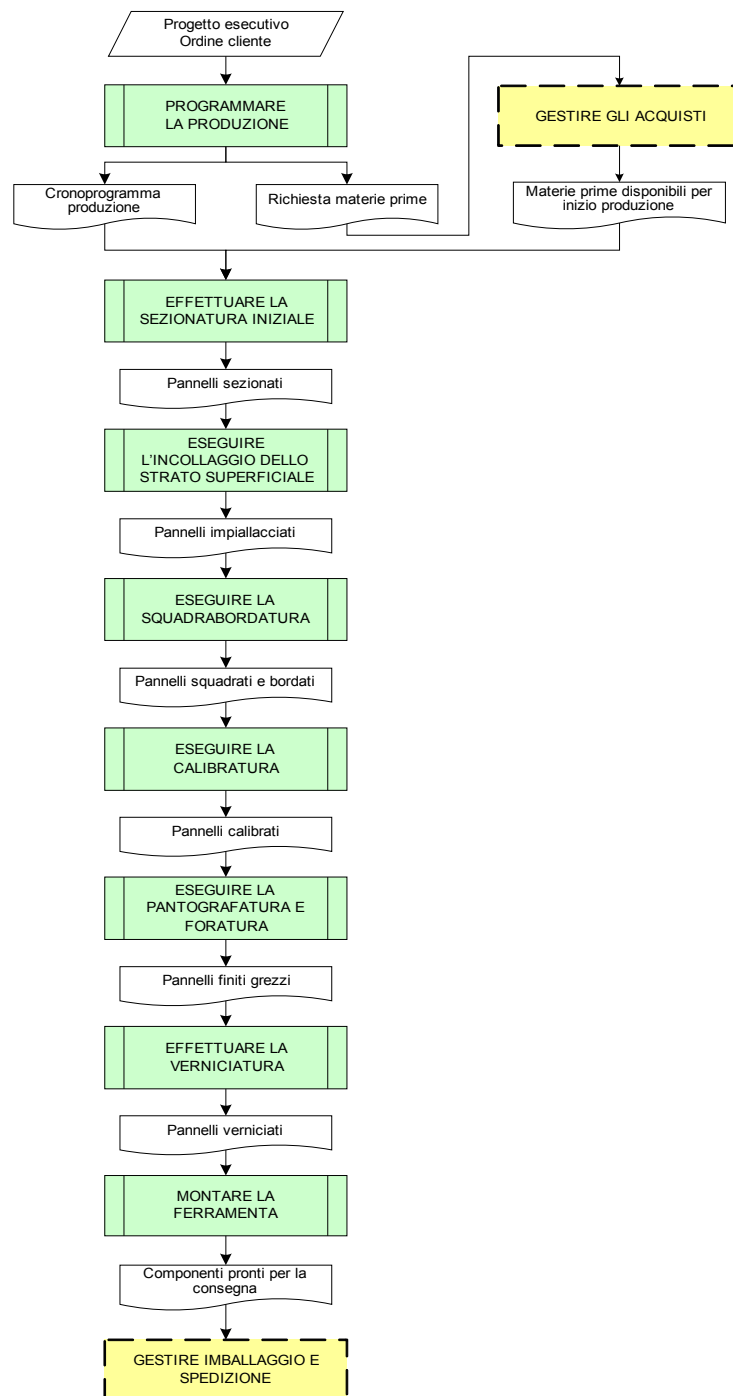 Progetto esecutivo
Ordine cliente
PROGRAMMARE
LA PRODUZIONE
GESTIRE GLI ACQUISTI
Cronoprogramma
produzione
Richiesta materie prime
Materie prime disponibili per
inizio produzione
EFFETTUARE LA
SEZIONATURA INIZIALE
Pannelli sezionati
ESEGUIRE
L'INCOLLAGGIO DELLO
STRATO SUPERFICIALE
Pannelli impiallacciati
ESEGUIRE LA
SQUADRABORDATURA
Pannelli squadrati e bordati
ESEGUIRE LA
CALIBRATURA
Pannelli calibrati
ESEGUIRE LA
PANTOGRAFATURA E
FORATURA
Pannelli finiti grezzi
EFFETTUARE LA
VERNICIATURA
Pannelli verniciati
MONTARE LA
FERRAMENTA
Componenti pronti per la
consegna
GESTIRE IMBALLAGGIO E
SPEDIZIONE